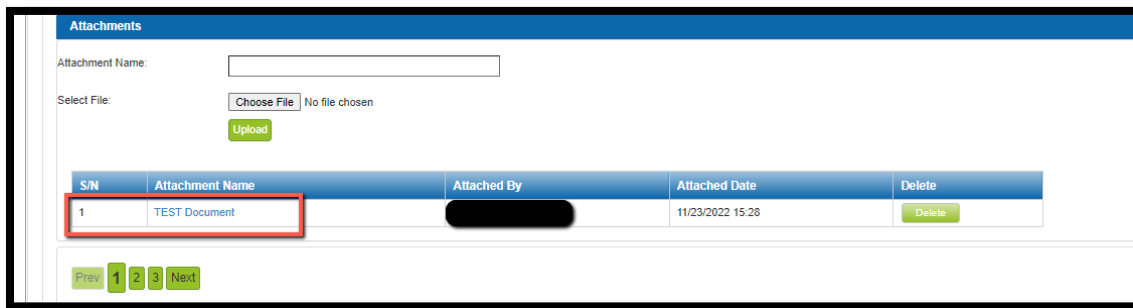 Attachments
Attachment Name:
Select File: Choose File No file chosen
Upload
S/N Attachment Name Attached By Attached Date Delete
1 TEST Document 11/23/2022 15:28 Delete
Prev 1 2 3 Next